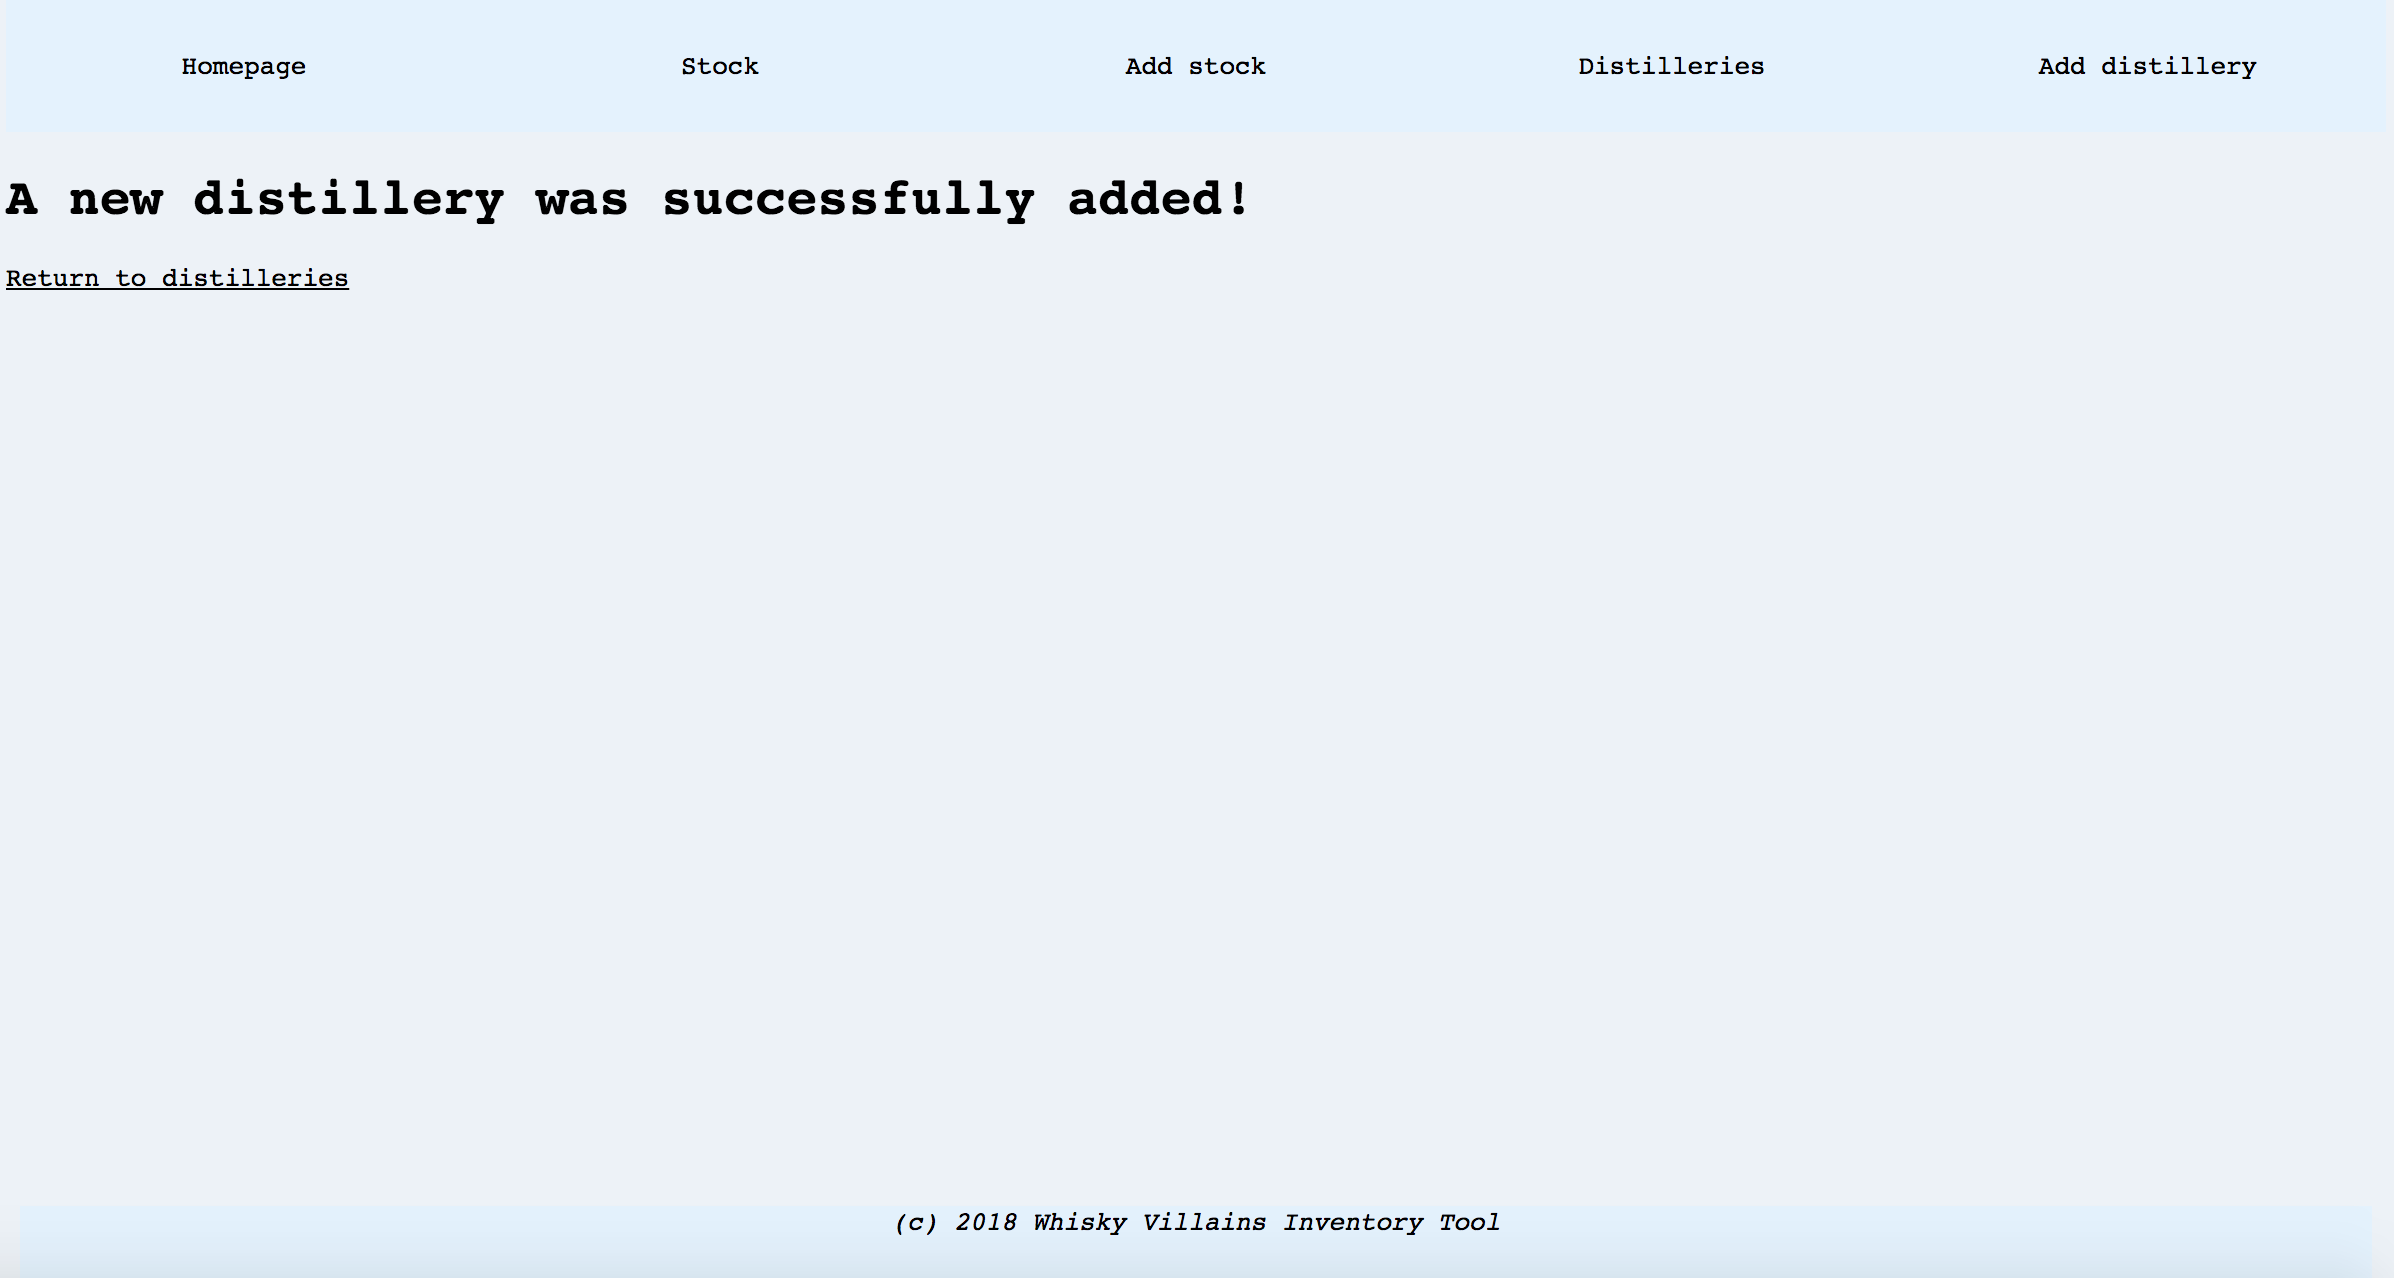 Homepage Stock Add stock Distilleries Add distillery
A new distillery was successfully added!
Return to distilleries
(c) 2018 Whisky Villains Inventory Tool